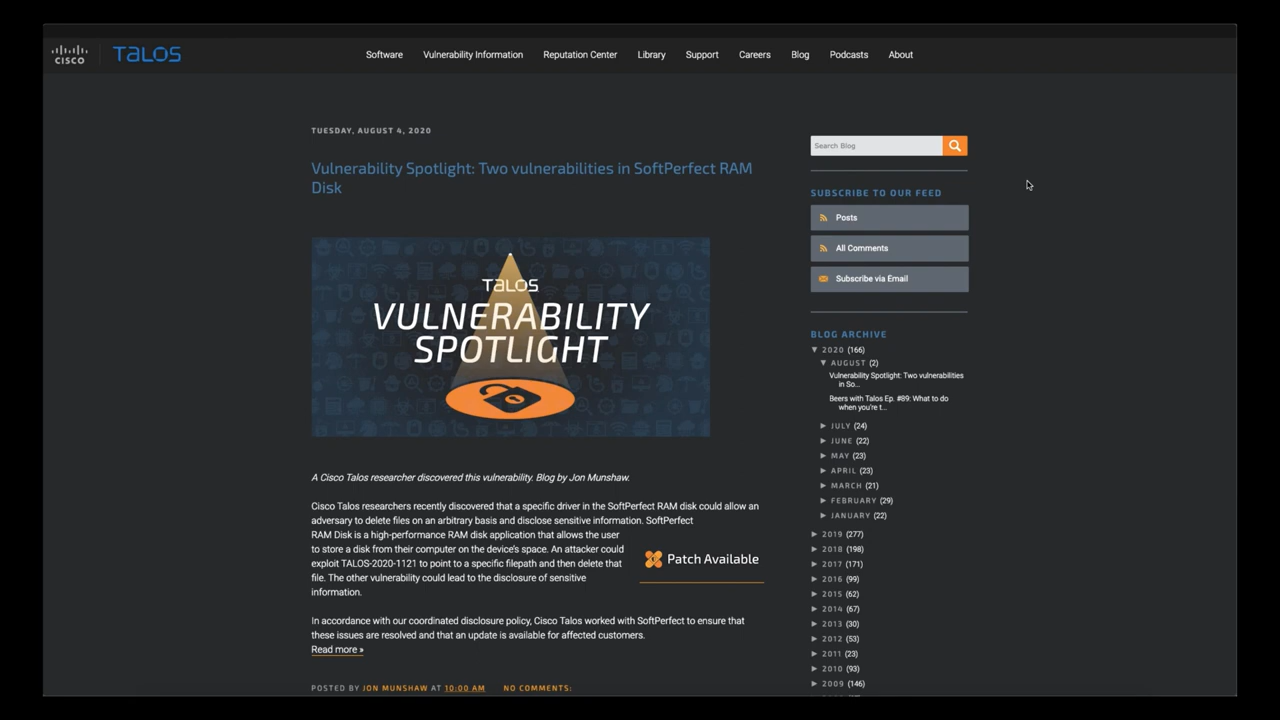 CISCO
TALOS
Software
Vulnerability Information
Reputation Center
Library
Support
Careers
Blog
Podcasts
About
TUESDAY, AUGUST 4, 2020
Vulnerability Spotlight: Two vulnerabilities in SoftPerfect RAM
Disk
TALOS
VULNERABILITY
SPOTLIGHT
A Cisco Talos researcher discovered this vulnerability. Blog by Jon Munshaw.
Cisco Talos researchers recently discovered that a specific driver in the SoftPerfect RAM disk could allow an
adversary to delete files on an arbitrary basis and disclose sensitive information. SoftPerfect
RAM Disk is a high-performance RAM disk application that allows the user
to store a disk from their computer on the device's space. An attacker could
exploit TALOS-2020-1121 to point to a specific filepath and then delete that
file. The other vulnerability could lead to the disclosure of sensitive
information.
Patch Available
In accordance with our coordinated disclosure policy, Cisco Talos worked with SoftPerfect to ensure that
these issues are resolved and that an update is available for affected customers.
Read more »
POSTED BY JON MUNSHAW AT 10:00 AM NO COMMENTS:
Search Blog
SUBSCRIBE TO OUR FEED
Posts
All Comments
Subscribe via Email
BLOG ARCHIVE
▼ 2020 (166)
▼ AUGUST (2)
Vulnerability Spotlight: Two vulnerabilities
in So...
Beers with Talos Ep. #89: What to do
when you're t...
► JULY (24)
► JUNE (22)
► MAY (23)
► APRIL (23)
► MARCH (21)
► FEBRUARY (29)
► JANUARY (22)
► 2019 (277)
► 2018 (198)
► 2017 (171)
► 2016 (99)
► 2015 (62)
► 2014 (67)
► 2013 (30)
► 2012 (53)
► 2011 (23)
► 2010 (93)
► 2009 (146)